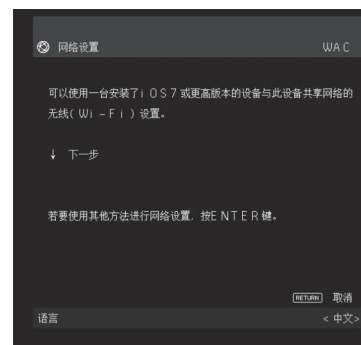 网络设置 WAC
可以使用一台安装了iOS7或更高版本的设备与此设备共享网络的
无线(Wi-Fi)设置。
↓ 下一步
若要使用其他方法进行网络设置, 按ENTER键。
RETURN 取消
语言 <中文>